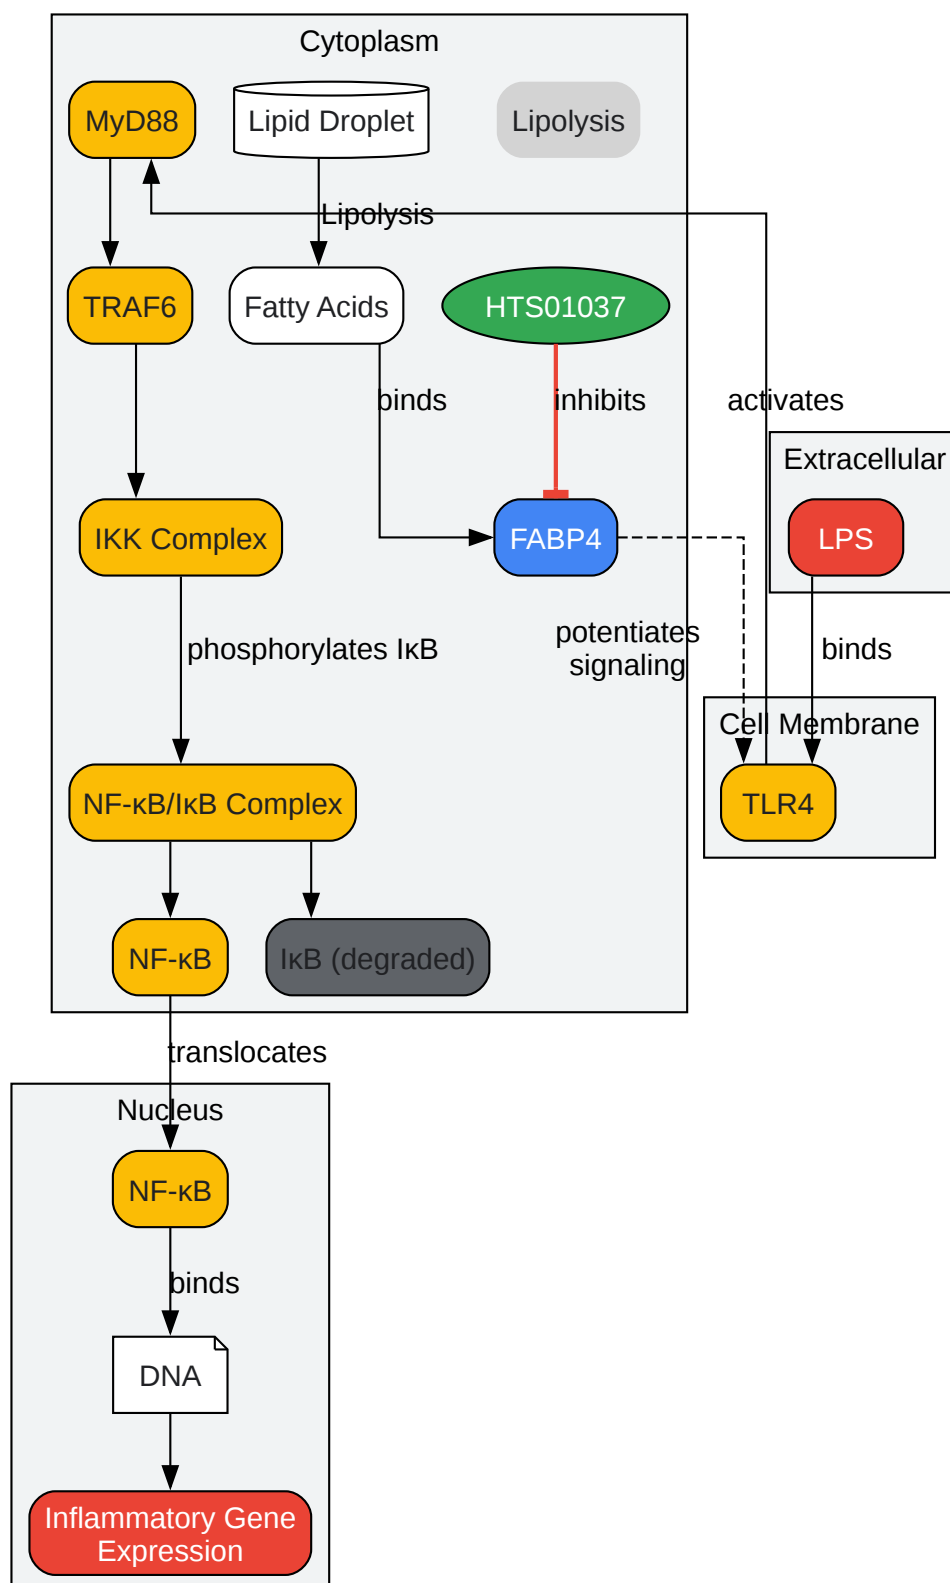 Cytoplasm
MyD88
Lipid Droplet
Lipolysis
Lipolysis
TRAF6
Fatty Acids
HTS01037
binds
inhibits
activates
Extracellular
IKK Complex
FABP4
LPS
phosphorylates IκB
potentiates
signaling
binds
Cell Membrane
NF-κB/IκB Complex
TLR4
NF-κB
IκB (degraded)
translocates
Nucleus
NF-κB
binds
DNA
Inflammatory Gene
Expression